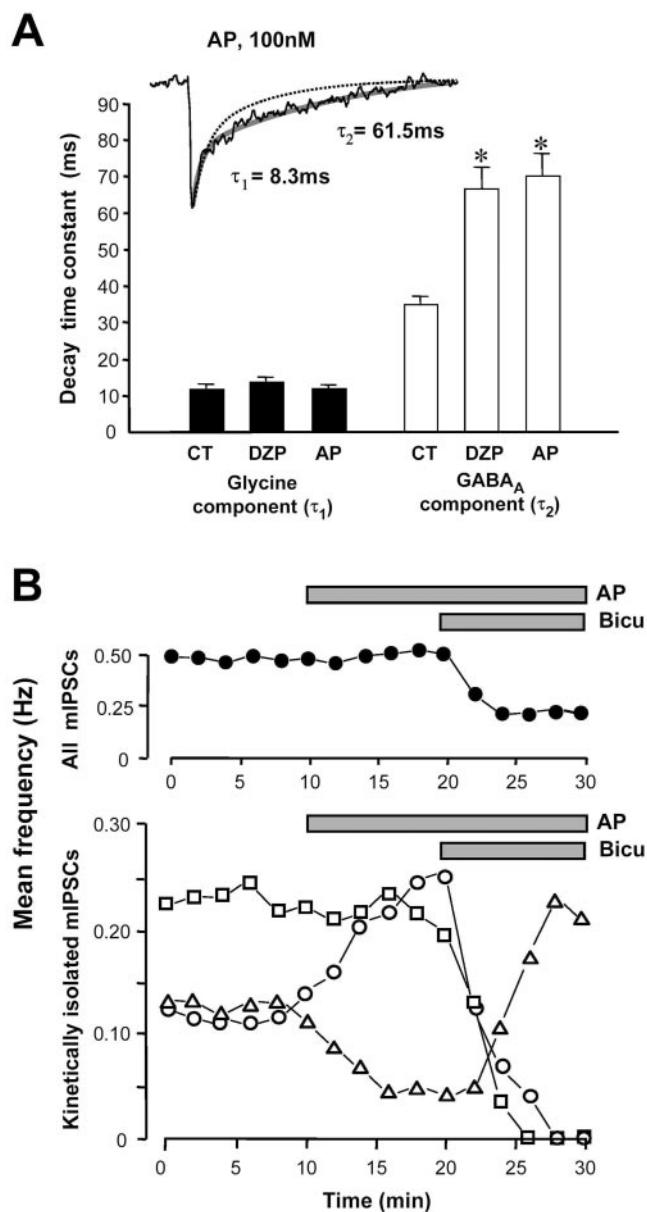 A
AP, 100nM
τ2 = 61.5ms
τ1 = 8.3ms
Decay time constant (ms)
90
80
70
60
50
40
30
20
10
0
*
*
CT
DZP
AP
CT
DZP
AP
Glycine
component (τ1)
GABAA
component (τ2)
B
AP
Bicu
Mean frequency (Hz)
All mIPSCs
0.50
0.25
0
0
5
10
15
20
25
30
AP
Bicu
Kinetically isolated mIPSCs
0.30
0.20
0.10
0
0
5
10
15
20
25
30
Time (min)